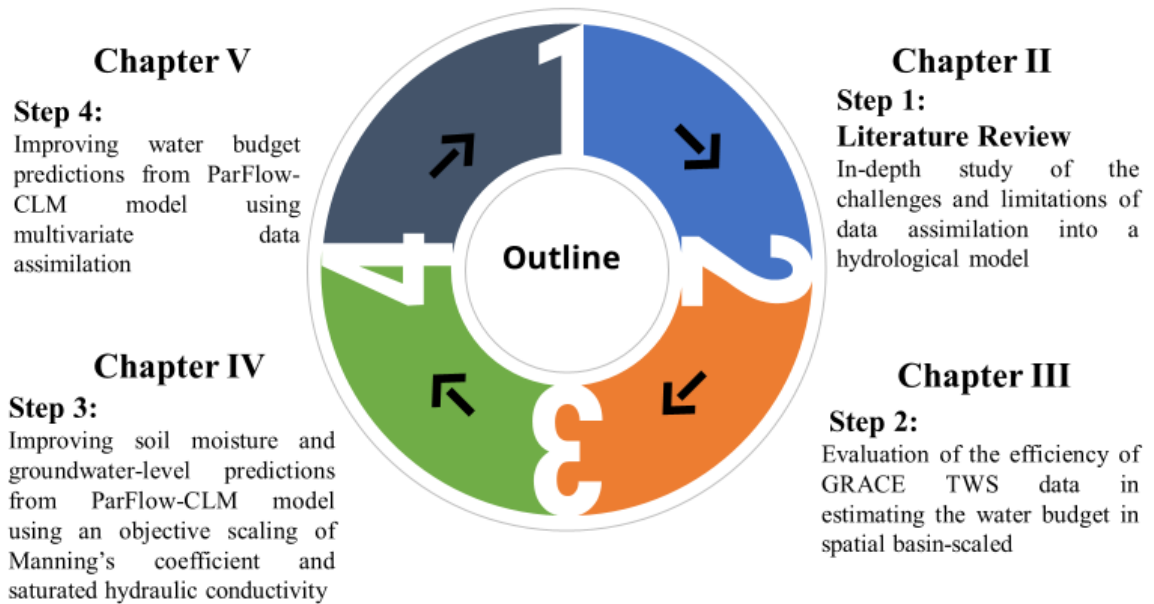 Chapter II
Step 1:
Literature Review
In-depth study of the
challenges and limitations of
data assimilation into a
hydrological model
Chapter III
Step 2:
Evaluation of the efficiency of
GRACE TWS data in
estimating the water budget in
spatial basin-scaled
Chapter IV
Step 3:
Improving soil moisture and
groundwater-level predictions
from ParFlow-CLM model
using an objective scaling of
Manning's coefficient and
saturated hydraulic conductivity
Chapter V
Step 4:
Improving water budget
predictions from ParFlow-
CLM model using
multivariate data
assimilation
Outline
1
2
3
4